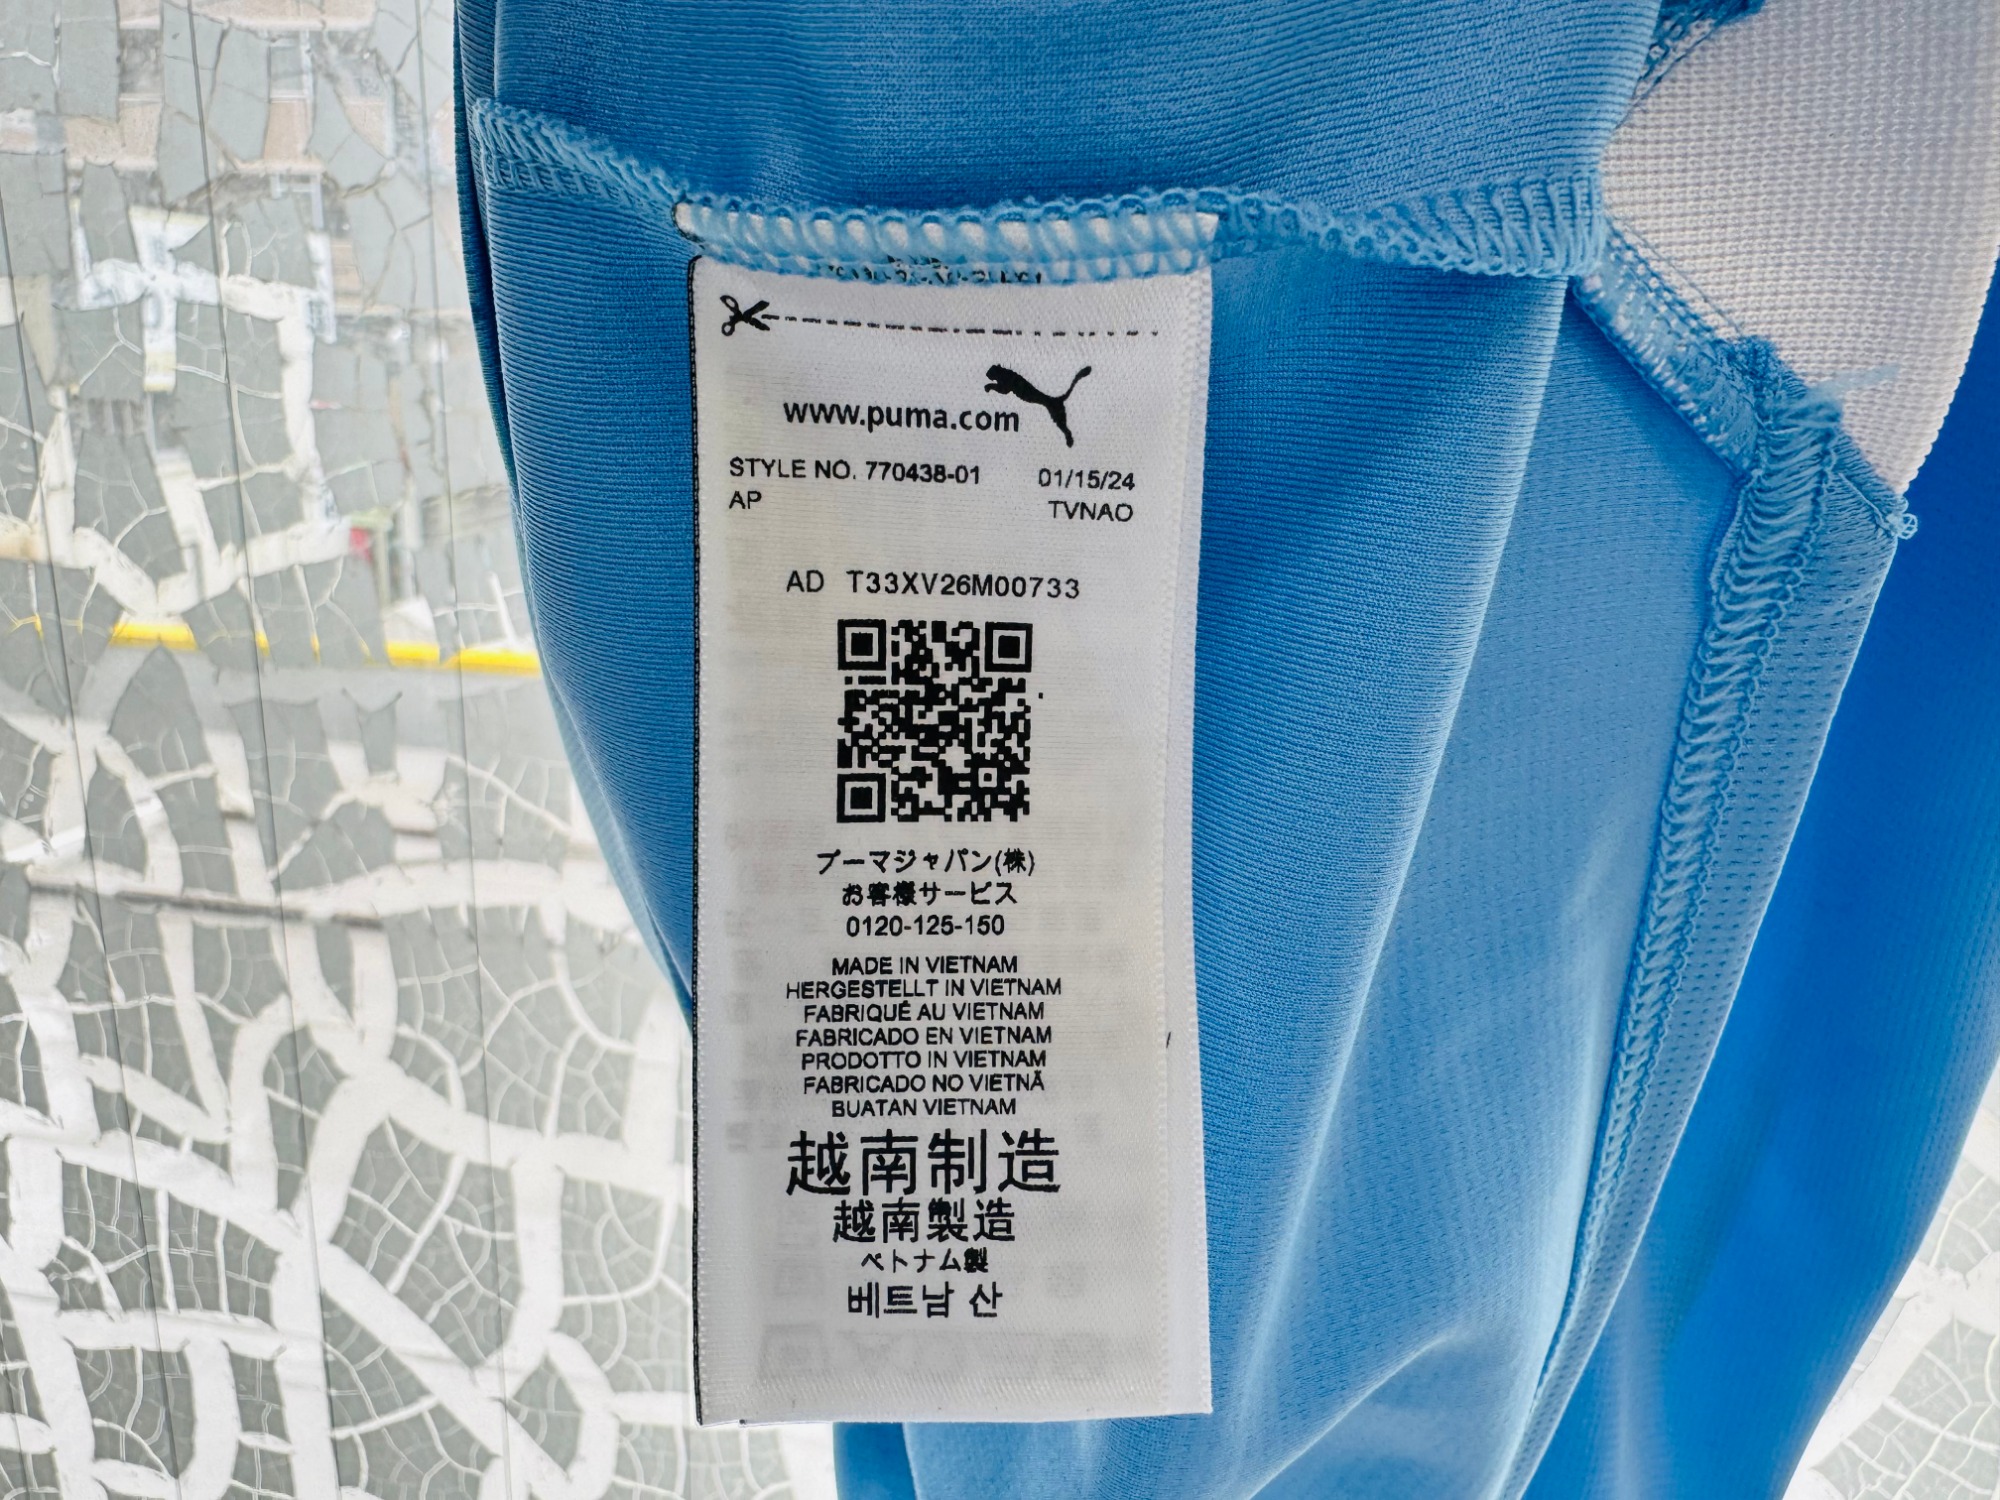 www.puma.com
STYLE NO. 770438-01 01/15/24
AP TVNAO
AD T33XV26M00733
プーマジャパン(株)
お客様サービス
0120-125-150
MADE IN VIETNAM
HERGESTELLT IN VIETNAM
FABRIQUÉ AU VIETNAM
FABRICADO EN VIETNAM
PRODOTTO IN VIETNAM
FABRICADO NO VIETNÃ
BUATAN VIETNAM
越南制造
越南製造
ベトナム製
베트남 산